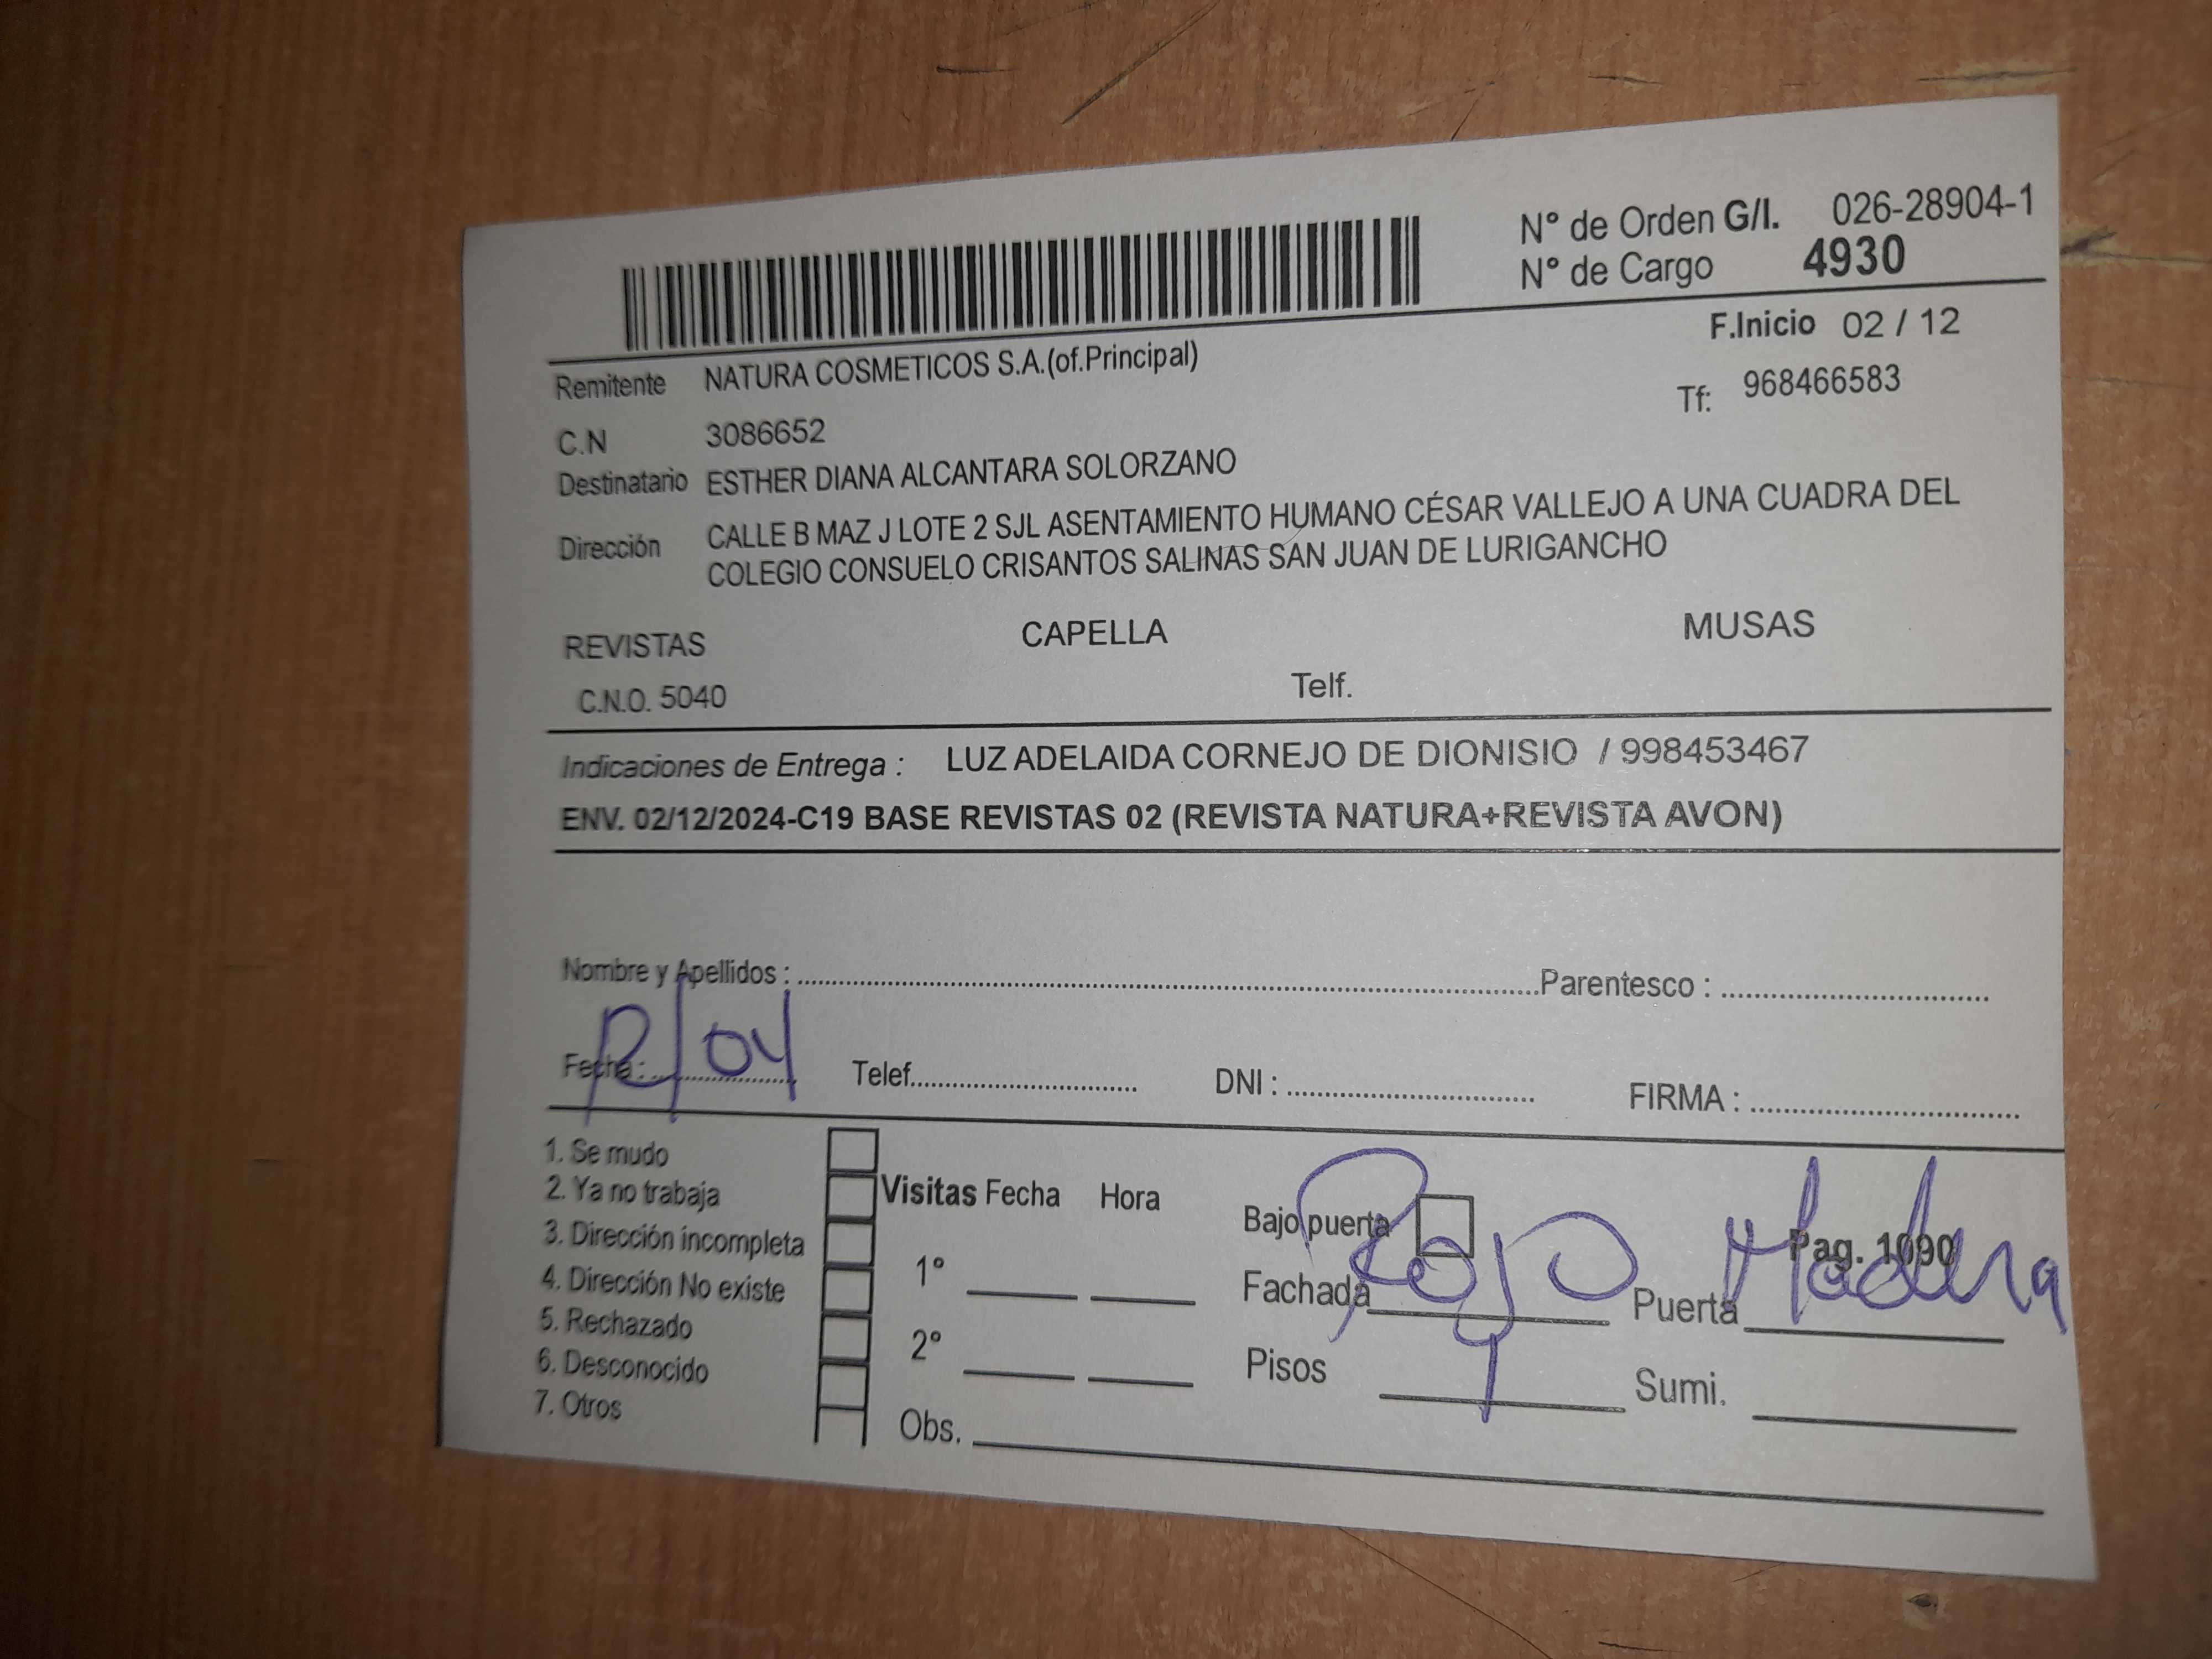 N° de Orden G/I. 026-28904-1
N° de Cargo 4930
F.Inicio 02 / 12
Remitente NATURA COSMETICOS S.A.(of.Principal)
Tf: 968466583
C.N 3086652
Destinatario ESTHER DIANA ALCANTARA SOLORZANO
Dirección CALLE B MAZ J LOTE 2 SJL ASENTAMIENTO HUMANO CÉSAR VALLEJO A UNA CUADRA DEL
COLEGIO CONSUELO CRISANTOS SALINAS SAN JUAN DE LURIGANCHO
REVISTAS CAPELLA MUSAS
C.N.O. 5040 Telf.
Indicaciones de Entrega : LUZ ADELAIDA CORNEJO DE DIONISIO / 998453467
ENV. 02/12/2024-C19 BASE REVISTAS 02 (REVISTA NATURA+REVISTA AVON)
Nombre y Apellidos : Parentesco :
Fecha : Telef. DNI : FIRMA :
1. Se mudo
2. Ya no trabaja
3. Dirección incompleta
4. Dirección No existe
5. Rechazado
6. Desconocido
7. Otros
Visitas Fecha Hora
1°
2°
Obs.
Bajo puerta Pag. 1090
Fachada Rojo Puerta Madera
Pisos 1 Sumi.